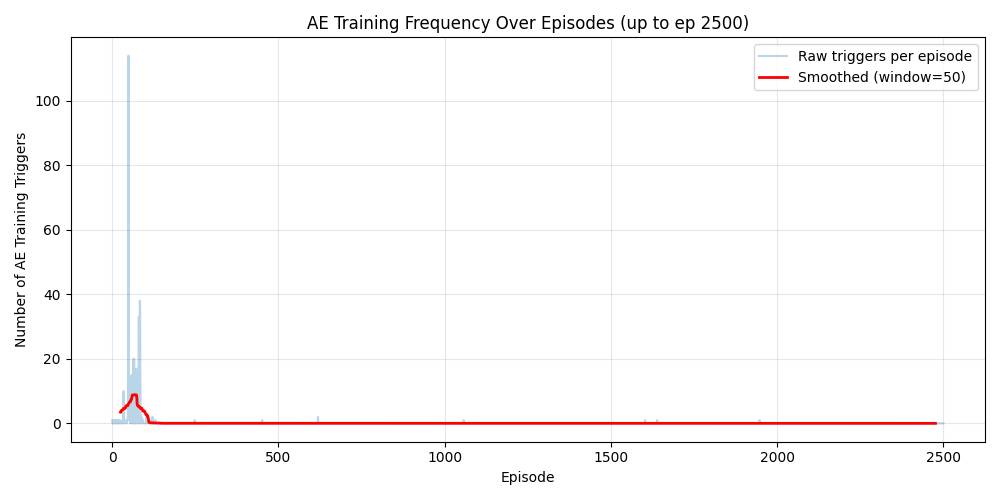 AE Training Frequency Over Episodes (up to ep 2500)
Raw triggers per episode
Smoothed (window=50)
Number of AE Training Triggers
100
80
60
40
20
0
0 500 1000 1500 2000 2500
Episode